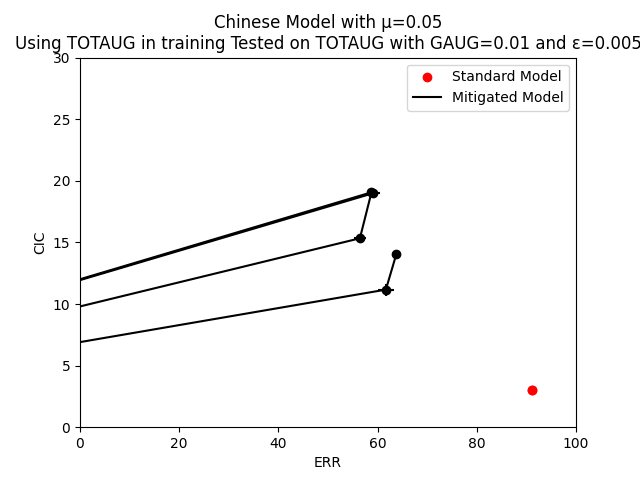 Chinese Model with μ=0.05
Using TOTAUG in training Tested on TOTAUG with GAUG=0.01 and ε=0.005
Standard Model
Mitigated Model
30
25
20
15
10
5
0
CIC
0 20 40 60 80 100
ERR